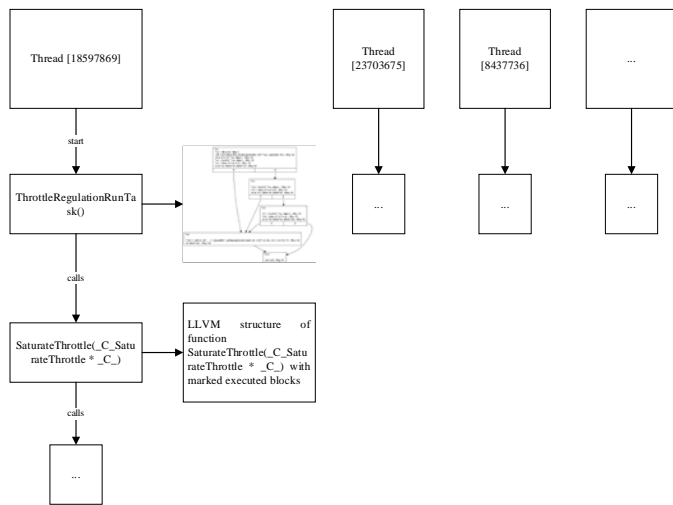 Thread [18597869]
Thread
[23703675]
Thread
[8437736]
...
start
ThrottleRegulationRunTa
sk()
...
...
...
calls
SaturateThrottle(_C_Satu
rateThrottle * _C_)
LLVM structure of
function
SaturateThrottle(_C_Satu
rateThrottle * _C_) with
marked executed blocks
calls
...